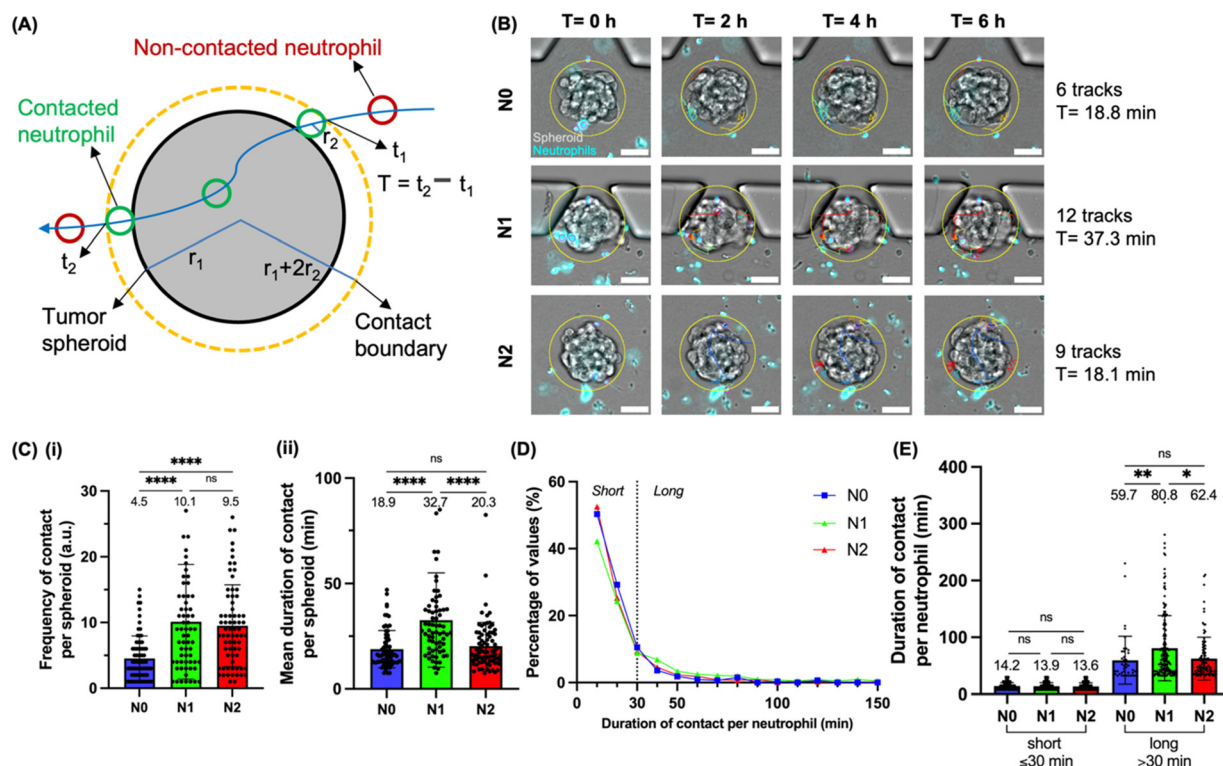 (A)
Non-contacted neutrophil
Contacted
neutrophil
r2
t1
T = t2 − t1
t2
r1
r1+2r2
Tumor
spheroid
Contact
boundary
(B)
T= 0 h
T= 2 h
T= 4 h
T= 6 h
N0
Spheroid
Neutrophils
6 tracks
T= 18.8 min
N1
12 tracks
T= 37.3 min
N2
9 tracks
T= 18.1 min
(C) (i)
Frequency of contact
per spheroid (a.u.)
****
**** ns
4.5 10.1 9.5
30
20
10
0
N0 N1 N2
(ii)
Mean duration of contact
per spheroid (min)
ns
**** ****
18.9 32.7 20.3
100
50
0
N0 N1 N2
(D)
Percentage of values (%)
Short Long
60
40
20
0
0 30 60 90 120 150
Duration of contact per neutrophil (min)
N0
N1
N2
(E)
Duration of contact
per neutrophil (min)
400
300
200
100
0
ns
ns ns
14.2 13.9 13.6
ns
** *
59.7 80.8 62.4
N0 N1 N2 N0 N1 N2
short
≤30 min
long
>30 min